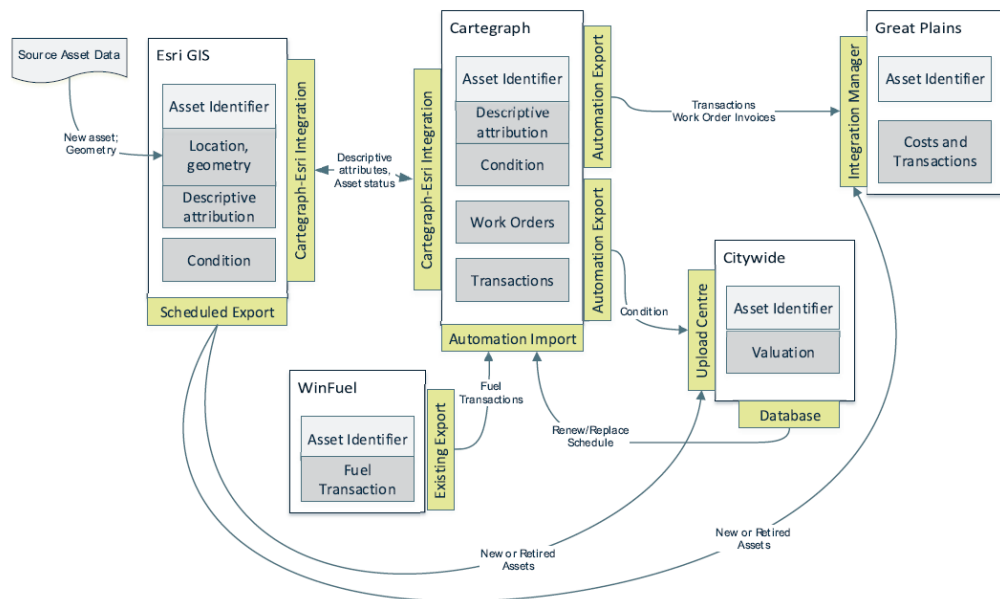 Source Asset Data
New asset;
Geometry
Esri GIS
Asset Identifier
Location,
geometry
Descriptive
attribution
Condition
Cartegraph-Esri Integration
Scheduled Export
Descriptive
attributes,
Asset status
Cartegraph
Cartegraph-Esri Integration
Asset Identifier
Descriptive
attribution
Condition
Work Orders
Transactions
Automation Export
Automation Export
Automation Import
Transactions
Work Order Invoices
Great Plains
Integration Manager
Asset Identifier
Costs and
Transactions
Condition
Citywide
Upload Centre
Asset Identifier
Valuation
Database
Renew/Replace
Schedule
Fuel
Transactions
WinFuel
Asset Identifier
Fuel
Transaction
Existing Export
New or Retired
Assets
New or Retired
Assets